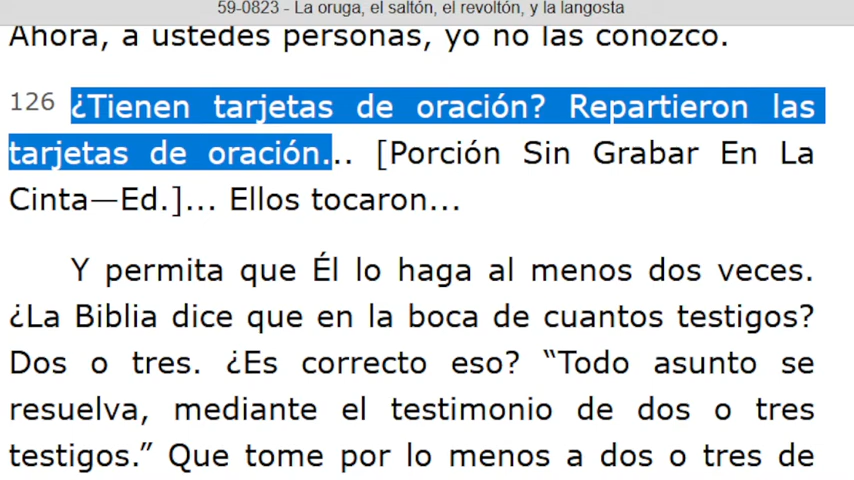 59-0823 - La oruga, el saltón, el revoltón, y la langosta
Ahora, a ustedes personas, yo no las conozco.
126 ¿Tienen tarjetas de oración? Repartieron las
tarjetas de oración... [Porción Sin Grabar En La
Cinta—Ed.]... Ellos tocaron...
Y permita que Él lo haga al menos dos veces.
¿La Biblia dice que en la boca de cuantos testigos?
Dos o tres. ¿Es correcto eso? “Todo asunto se
resuelva, mediante el testimonio de dos o tres
testigos.” Que tome por lo menos a dos o tres de